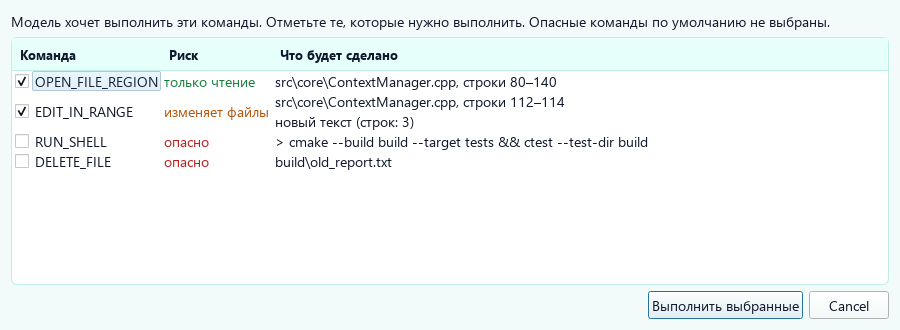 Модель хочет выполнить эти команды. Отметьте те, которые нужно выполнить. Опасные команды по умолчанию не выбраны.
Команда Риск Что будет сделано
OPEN_FILE_REGION только чтение src\core\ContextManager.cpp, строки 80–140
EDIT_IN_RANGE изменяет файлы src\core\ContextManager.cpp, строки 112–114
новый текст (строк: 3)
RUN_SHELL опасно > cmake --build build --target tests && ctest --test-dir build
DELETE_FILE опасно build\old_report.txt
Выполнить выбранные Cancel